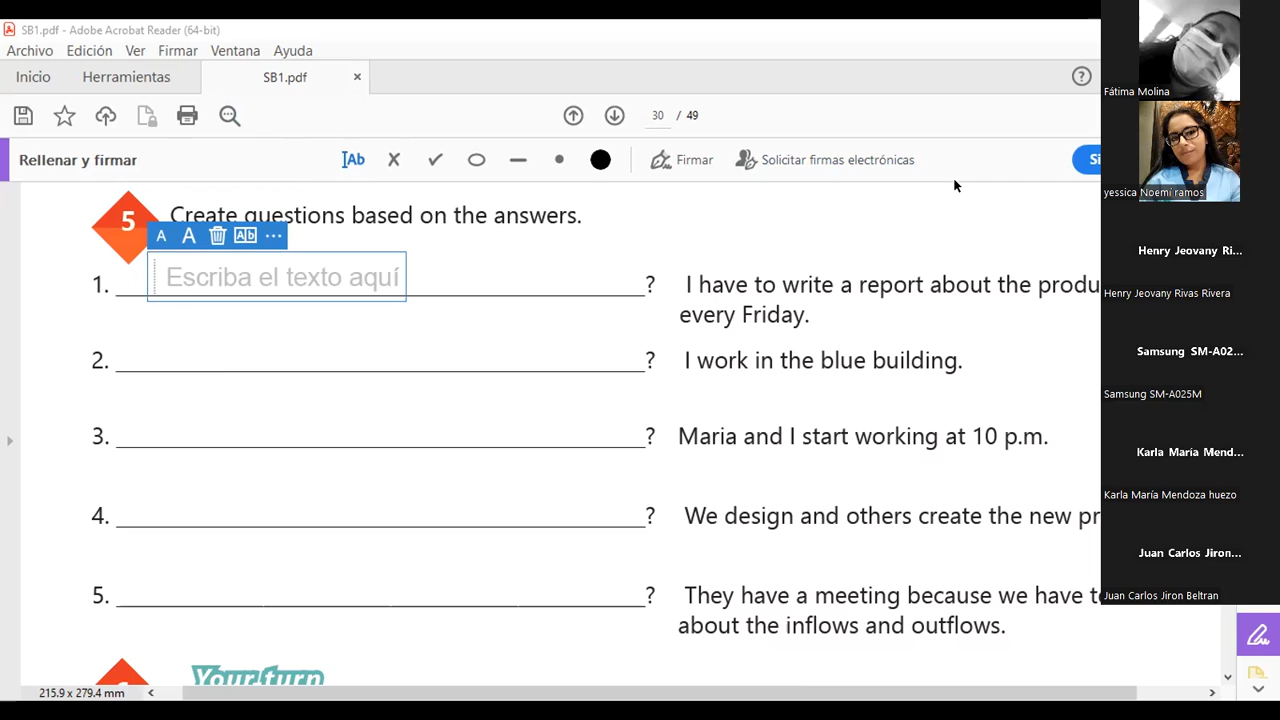 SB1.pdf - Adobe Acrobat Reader (64-bit)
Archivo Edición Ver Firmar Ventana Ayuda
Inicio Herramientas SB1.pdf ×
30 / 49
Rellenar y firmar
Ab
Firmar
Solicitar firmas electrónicas
Si
5 Create questions based on the answers.
A A Ab ...
Escriba el texto aquí
1. ? I have to write a report about the produ
every Friday.
2. ? I work in the blue building.
3. ? Maria and I start working at 10 p.m.
4. ? We design and others create the new pr
5. ? They have a meeting because we have t
about the inflows and outflows.
Your turn
215.9 x 279.4 mm
Fátima Molina
yessica Noemi ramos
Henry Jeovany Ri...
Henry Jeovany Rivas Rivera
Samsung SM-A02...
Samsung SM-A025M
Karla María Mend...
Karla María Mendoza huezo
Juan Carlos Jiron...
Juan Carlos Jiron Beltran